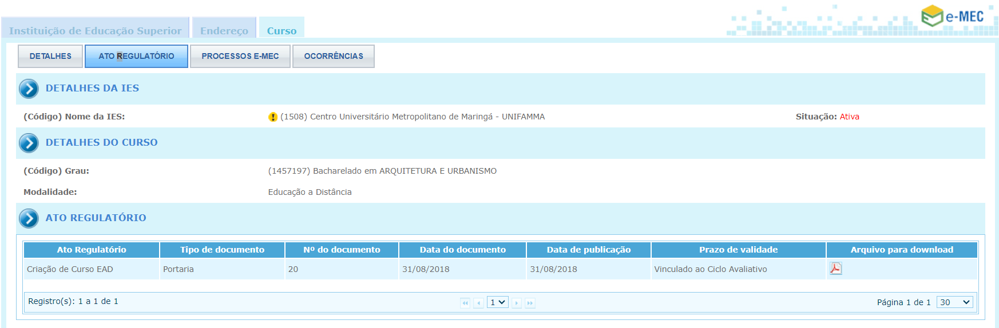 e-MEC
Instituição de Educação Superior Endereço Curso
DETALHES ATO REGULATÓRIO PROCESSOS E-MEC OCORRÊNCIAS
DETALHES DA IES
(Código) Nome da IES: (1508) Centro Universitário Metropolitano de Maringá - UNIFAMMA Situação: Ativa
DETALHES DO CURSO
(Código) Grau: (1457197) Bacharelado em ARQUITETURA E URBANISMO
Modalidade: Educação a Distância
ATO REGULATÓRIO
Ato Regulatório Tipo de documento Nº do documento Data do documento Data de publicação Prazo de validade Arquivo para download
Criação de Curso EAD Portaria 20 31/08/2018 31/08/2018 Vinculado ao Ciclo Avaliativo
Registro(s): 1 a 1 de 1 1 Página 1 de 1 30